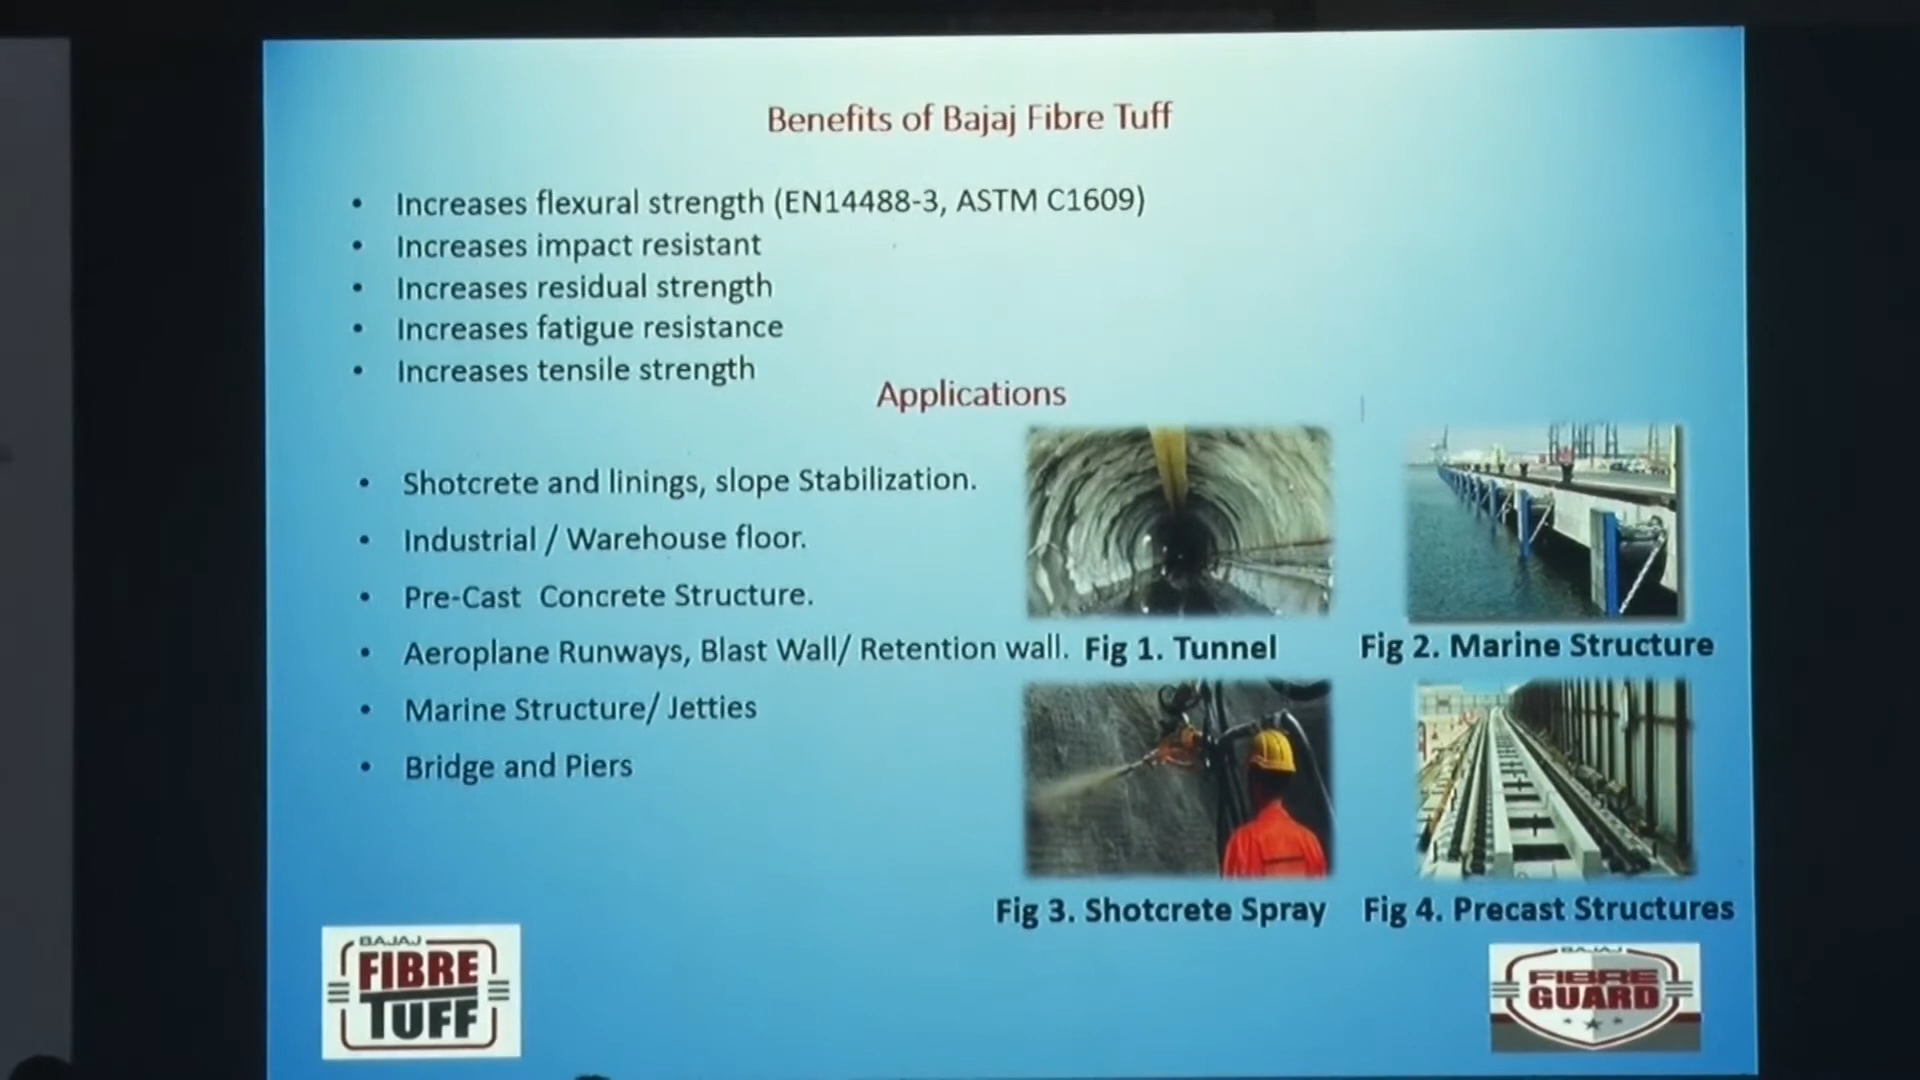 Benefits of Bajaj Fibre Tuff
• Increases flexural strength (EN14488-3, ASTM C1609)
• Increases impact resistant
• Increases residual strength
• Increases fatigue resistance
• Increases tensile strength
Applications
• Shotcrete and linings, slope Stabilization.
• Industrial / Warehouse floor.
• Pre-Cast Concrete Structure.
• Aeroplane Runways, Blast Wall/ Retention wall.
• Marine Structure/ Jetties
• Bridge and Piers
Fig 1. Tunnel
Fig 2. Marine Structure
Fig 3. Shotcrete Spray
Fig 4. Precast Structures
BAJAJ
FIBRE
TUFF
BAJAJ
FIBRE
GUARD